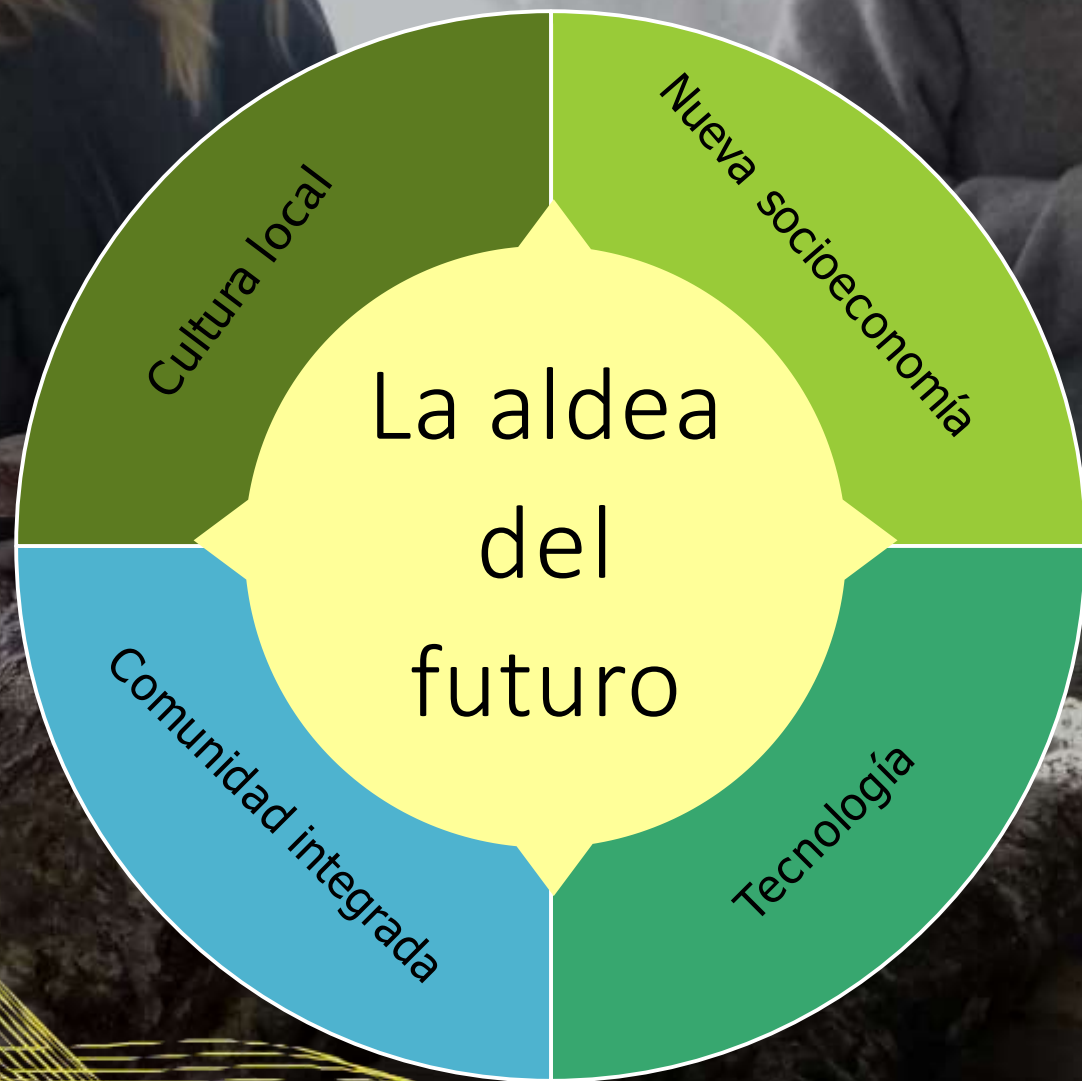 Cultura local
Nueva socioeconomía
La aldea
del
futuro
Comunidad integrada
Tecnología